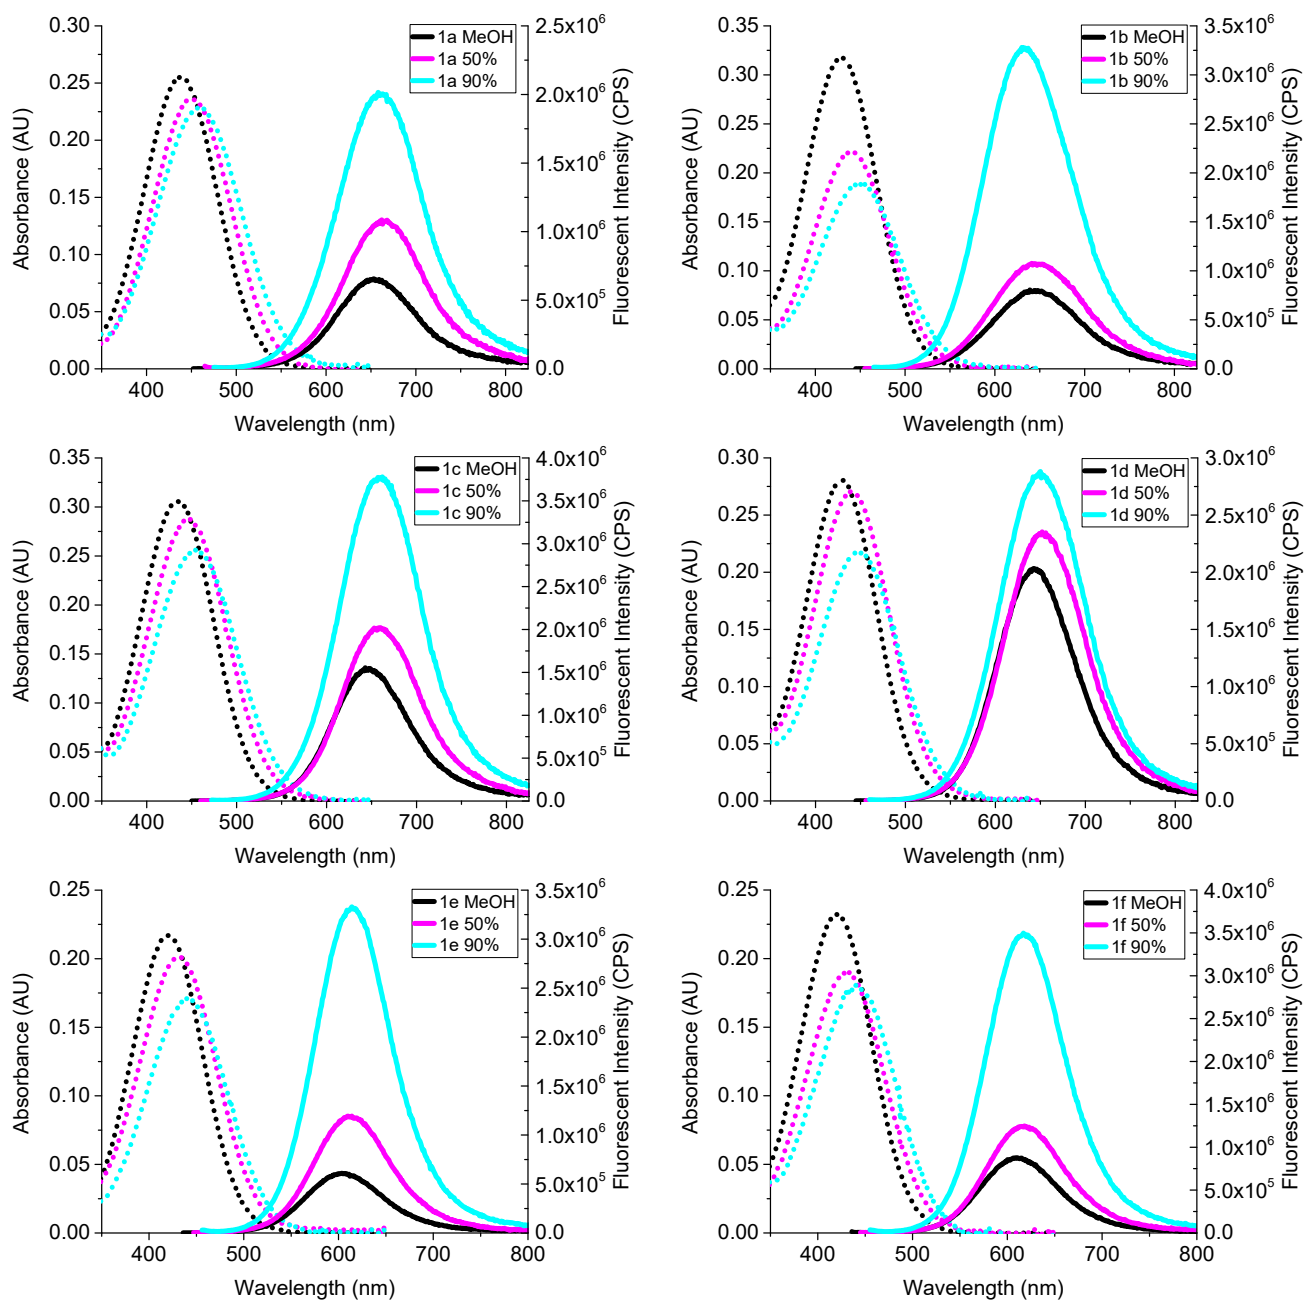 0.35
0.30
0.25
0.20
0.15
0.10
0.05
0.00
Absorbance (AU)
400 500 600 700 800
Wavelength (nm)
2.5x10⁶
2.0x10⁶
1.5x10⁶
1.0x10⁶
5.0x10⁵
0.0
Fluorescent Intensity (CPS)
1a MeOH
1a 50%
1a 90%
0.35
0.30
0.25
0.20
0.15
0.10
0.05
0.00
Absorbance (AU)
400 500 600 700 800
Wavelength (nm)
3.5x10⁶
3.0x10⁶
2.5x10⁶
2.0x10⁶
1.5x10⁶
1.0x10⁶
5.0x10⁵
0.0
Fluorescent Intensity (CPS)
1b MeOH
1b 50%
1b 90%
0.35
0.30
0.25
0.20
0.15
0.10
0.05
0.00
Absorbance (AU)
400 500 600 700 800
Wavelength (nm)
4.0x10⁶
3.5x10⁶
3.0x10⁶
2.5x10⁶
2.0x10⁶
1.5x10⁶
1.0x10⁶
5.0x10⁵
0.0
Fluorescent Intensity (CPS)
1c MeOH
1c 50%
1c 90%
0.30
0.25
0.20
0.15
0.10
0.05
0.00
Absorbance (AU)
400 500 600 700 800
Wavelength (nm)
3.0x10⁶
2.5x10⁶
2.0x10⁶
1.5x10⁶
1.0x10⁶
5.0x10⁵
0.0
Fluorescent Intensity (CPS)
1d MeOH
1d 50%
1d 90%
0.25
0.20
0.15
0.10
0.05
0.00
Absorbance (AU)
400 500 600 700 800
Wavelength (nm)
3.5x10⁶
3.0x10⁶
2.5x10⁶
2.0x10⁶
1.5x10⁶
1.0x10⁶
5.0x10⁵
0.0
Fluorescent Intensity (CPS)
1e MeOH
1e 50%
1e 90%
0.25
0.20
0.15
0.10
0.05
0.00
Absorbance (AU)
400 500 600 700 800
Wavelength (nm)
4.0x10⁶
3.5x10⁶
3.0x10⁶
2.5x10⁶
2.0x10⁶
1.5x10⁶
1.0x10⁶
5.0x10⁵
0.0
Fluorescent Intensity (CPS)
1f MeOH
1f 50%
1f 90%